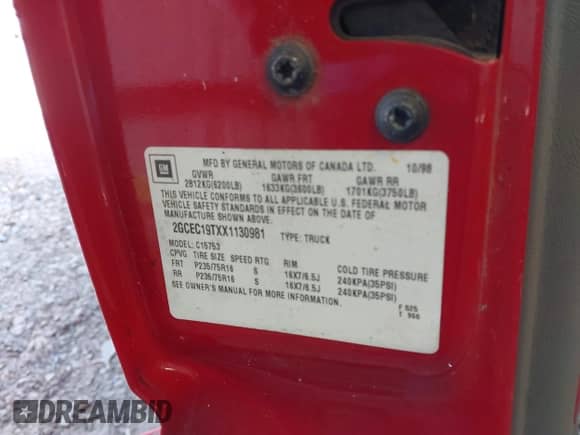 GM
MFD BY GENERAL MOTORS OF CANADA LTD. 10/98
GVWR GAWR FRT GAWR RR
2812KG(6200LB) 1633KG(3600LB) 1701KG(3750LB)
THIS VEHICLE CONFORMS TO ALL APPLICABLE U.S. FEDERAL MOTOR
VEHICLE SAFETY STANDARDS IN EFFECT ON THE DATE OF
MANUFACTURE SHOWN ABOVE.
2GCEC19TXX1130981 TYPE: TRUCK
MODEL: C15753
CPVG TIRE SIZE SPEED RTG RIM COLD TIRE PRESSURE
FRT P235/75R16 S 16X7/6.5J 240KPA(35PSI)
RR P235/75R16 S 16X7/6.5J 240KPA(35PSI)
SEE OWNER'S MANUAL FOR MORE INFORMATION.
F 025
T 966
DREAMBID